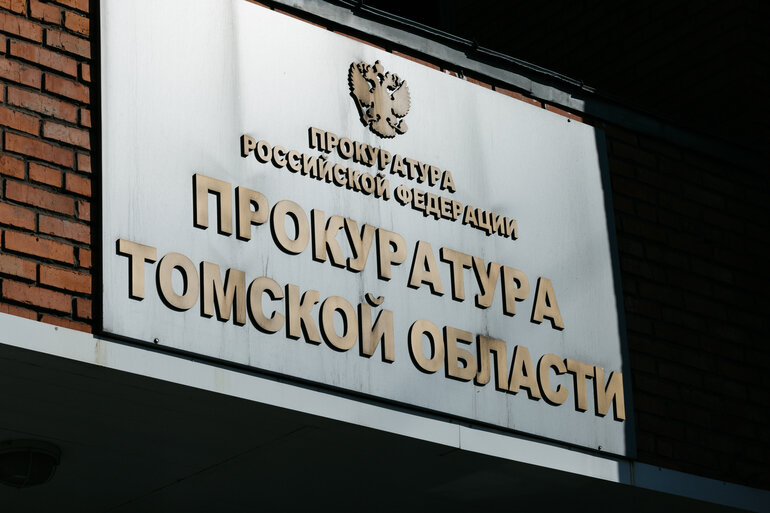 ПРОКУРАТУРА
РОССИЙСКОЙ ФЕДЕРАЦИИ
ПРОКУРАТУРА
ТОМСКОЙ ОБЛАСТИ